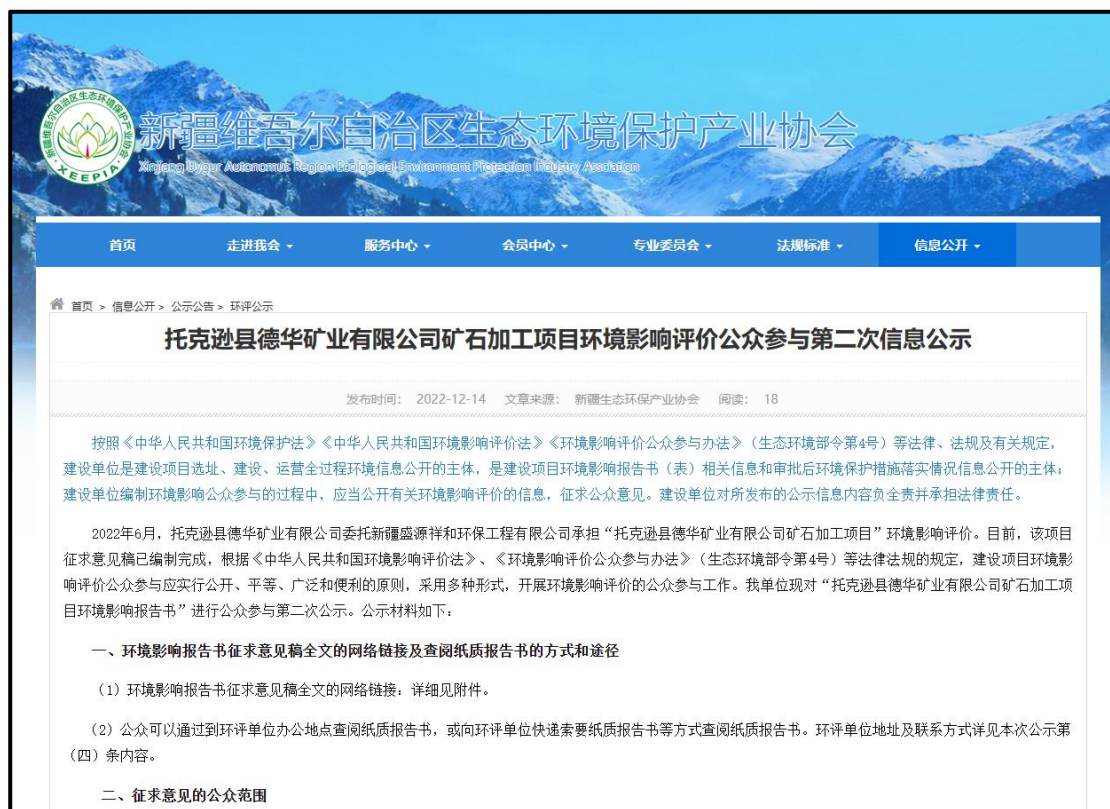 新疆维吾尔自治区生态环境保护产业协会
Xinjiang Uygur Autonomus Region Ecological Environment Protection Industry Assciation
新疆维吾尔自治区生态环境保护产业协会
·XEEPIA·
首页 走进我会 服务中心 会员中心 专业委员会 法规标准 信息公开
首页 > 信息公开 > 公示公告 > 环评公示
托克逊县德华矿业有限公司矿石加工项目环境影响评价公众参与第二次信息公示
发布时间： 2022-12-14 文章来源： 新疆生态环保产业协会 阅读： 18
按照《中华人民共和国环境保护法》《中华人民共和国环境影响评价法》《环境影响评价公众参与办法》（生态环境部令第4号）等法律、法规及有关规定，
建设单位是建设项目选址、建设、运营全过程环境信息公开的主体，是建设项目环境影响报告书（表）相关信息和审批后环境保护措施落实情况信息公开的主体；
建设单位编制环境影响公众参与的过程中，应当公开有关环境影响评价的信息，征求公众意见。建设单位对所发布的公示信息内容负全责并承担法律责任。
2022年6月，托克逊县德华矿业有限公司委托新疆盛源祥和环保工程有限公司承担“托克逊县德华矿业有限公司矿石加工项目”环境影响评价。目前，该项目
征求意见稿已编制完成，根据《中华人民共和国环境影响评价法》、《环境影响评价公众参与办法》（生态环境部令第4号）等法律法规的规定，建设项目环境影
响评价公众参与应实行公开、平等、广泛和便利的原则，采用多种形式，开展环境影响评价的公众参与工作。我单位现对“托克逊县德华矿业有限公司矿石加工项
目环境影响报告书”进行公众参与第二次公示。公示材料如下：
一、环境影响报告书征求意见稿全文的网络链接及查阅纸质报告书的方式和途径
（1）环境影响报告书征求意见稿全文的网络链接：详细见附件。
（2）公众可以通过到环评单位办公地点查阅纸质报告书，或向环评单位快递索要纸质报告书等方式查阅纸质报告书。环评单位地址及联系方式详见本次公示第
（四）条内容。
二、征求意见的公众范围